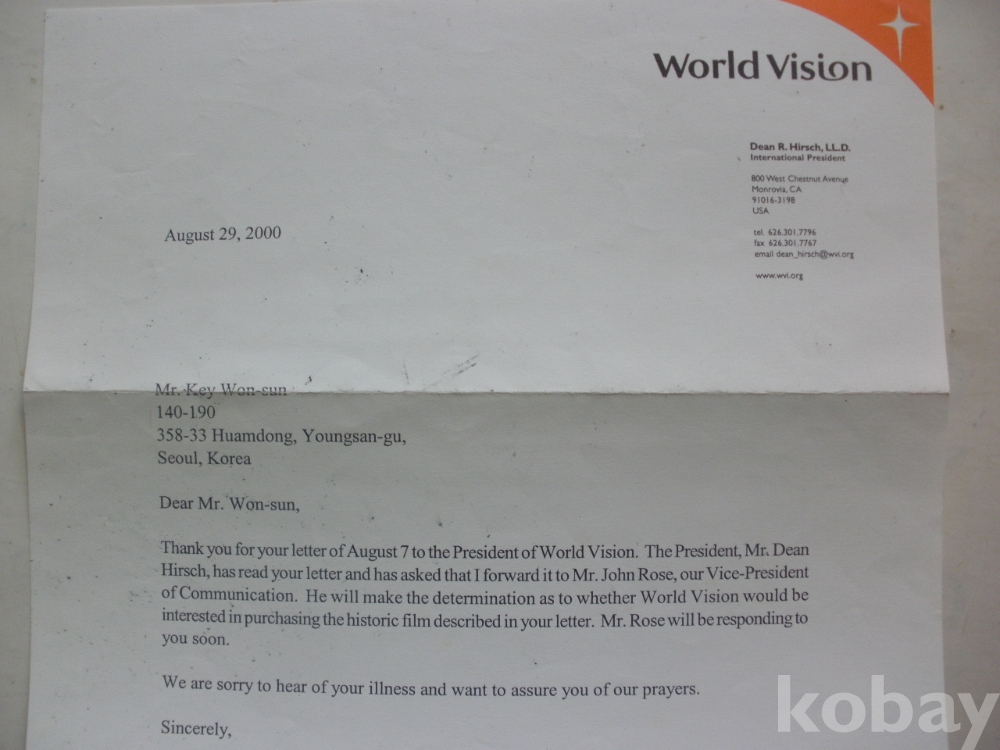 World Vision
Dean R. Hirsch, LL.D.
International President
800 West Chestnut Avenue
Monrovia, CA
91016-3198
USA
tel. 626.301.7796
fax 626.301.7767
email dean_hirsch@wvi.org
www.wvi.org
August 29, 2000
Mr. Key Won-sun
140-190
358-33 Huamdong, Youngsan-gu,
Seoul, Korea
Dear Mr. Won-sun,
Thank you for your letter of August 7 to the President of World Vision. The President, Mr. Dean
Hirsch, has read your letter and has asked that I forward it to Mr. John Rose, our Vice-President
of Communication. He will make the determination as to whether World Vision would be
interested in purchasing the historic film described in your letter. Mr. Rose will be responding to
you soon.
We are sorry to hear of your illness and want to assure you of our prayers.
Sincerely,
kobay